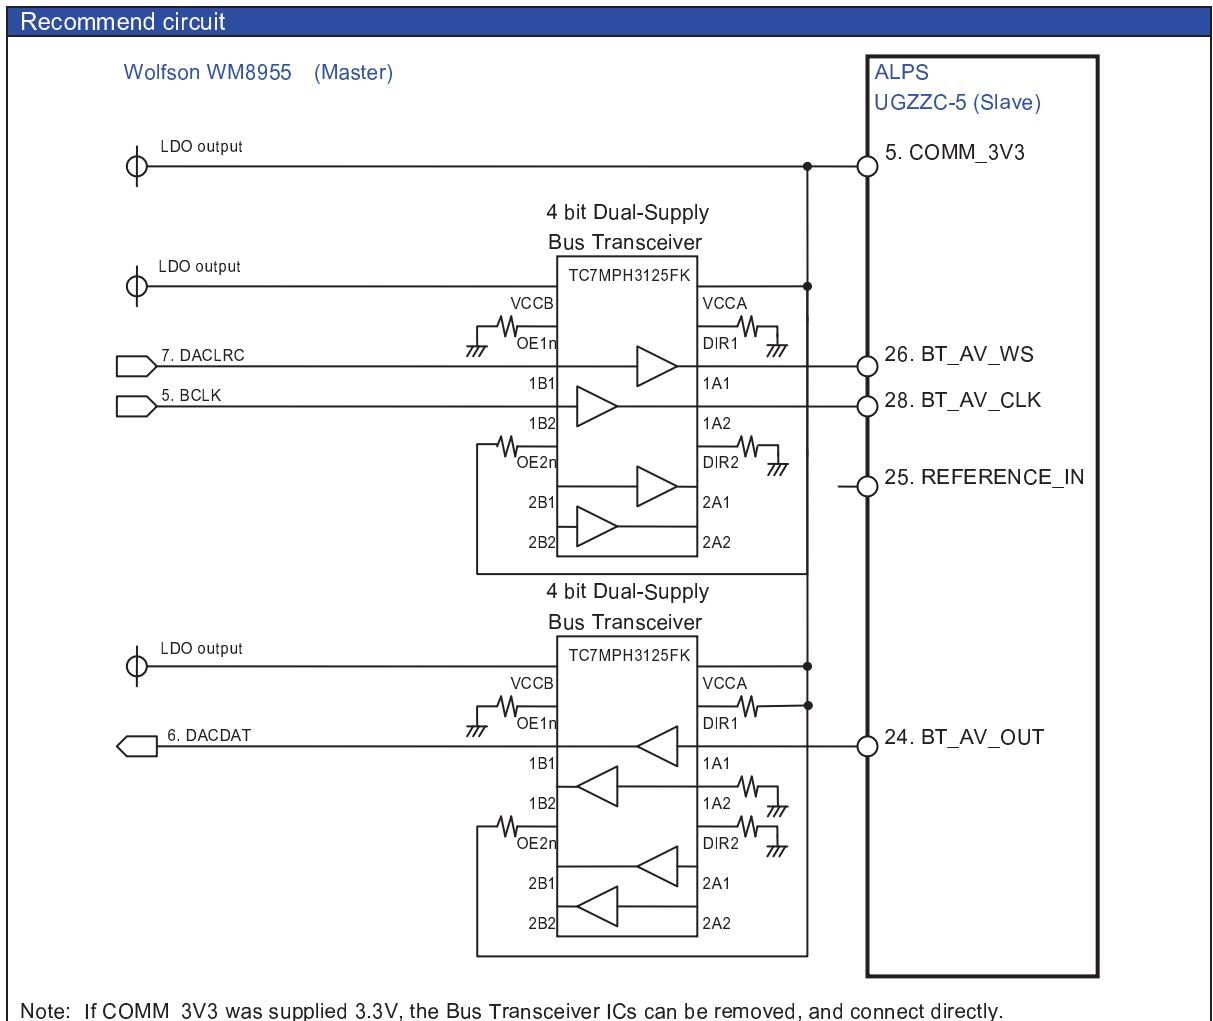 Recommend circuit
Wolfson WM8955 (Master)
ALPS
UGZZC-5 (Slave)
LDO output
5. COMM_3V3
4 bit Dual-Supply
Bus Transceiver
LDO output
TC7MPH3125FK
VCCB
VCCA
OE1n
DIR1
7. DACLRC
26. BT_AV_WS
1B1
1A1
5. BCLK
28. BT_AV_CLK
1B2
1A2
OE2n
DIR2
25. REFERENCE_IN
2B1
2A1
2B2
2A2
4 bit Dual-Supply
Bus Transceiver
LDO output
TC7MPH3125FK
VCCB
VCCA
OE1n
DIR1
6. DACDAT
24. BT_AV_OUT
1B1
1A1
1B2
1A2
OE2n
DIR2
2B1
2A1
2B2
2A2
Note: If COMM_3V3 was supplied 3.3V, the Bus Transceiver ICs can be removed, and connect directly.